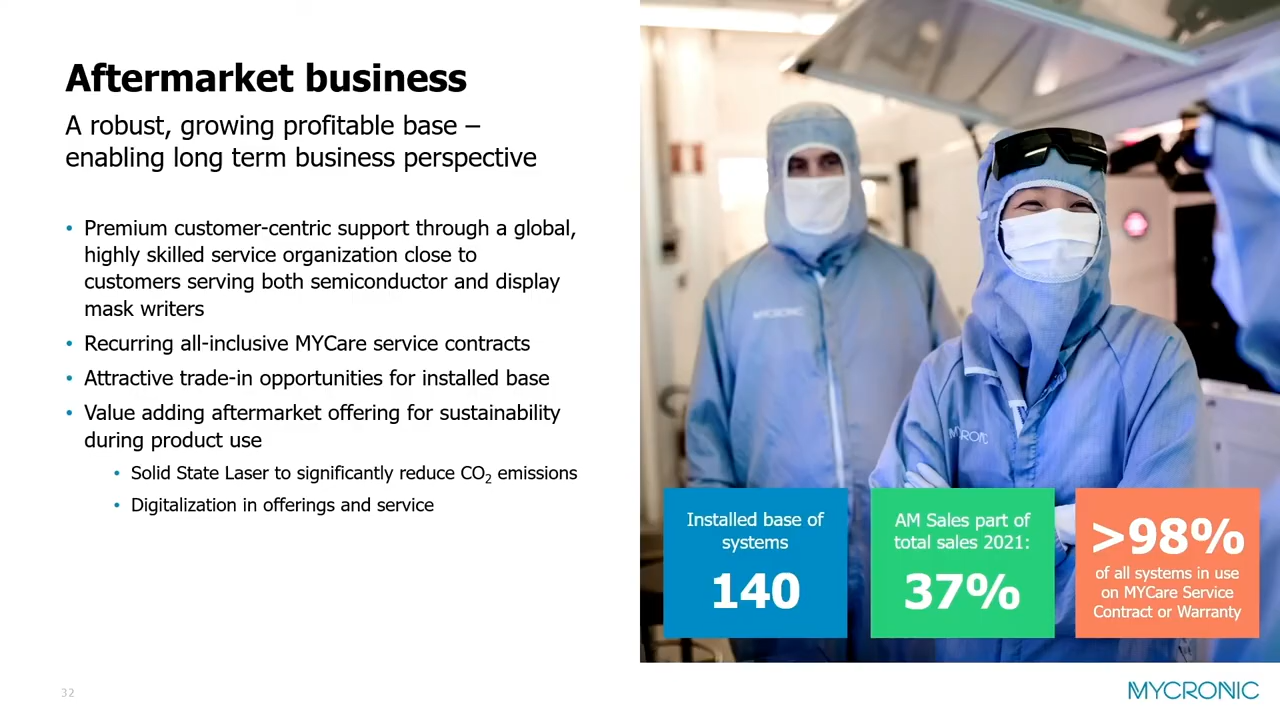 Aftermarket business
A robust, growing profitable base –
enabling long term business perspective
• Premium customer-centric support through a global,
highly skilled service organization close to
customers serving both semiconductor and display
mask writers
• Recurring all-inclusive MYCare service contracts
• Attractive trade-in opportunities for installed base
• Value adding aftermarket offering for sustainability
during product use
• Solid State Laser to significantly reduce CO₂ emissions
• Digitalization in offerings and service
MYCRONIC
MYCRONIC
Installed base of
systems
140
AM Sales part of
total sales 2021:
37%
>98%
of all systems in use
on MYCare Service
Contract or Warranty
32
MYCRONIC